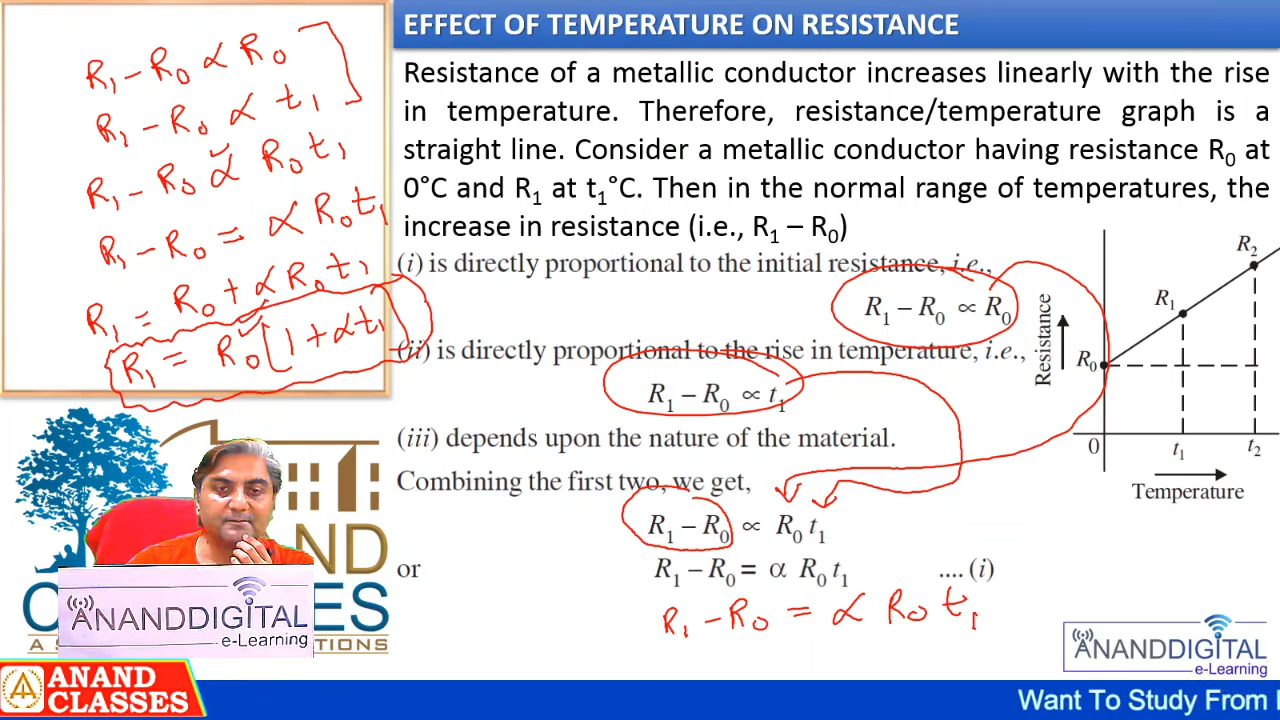 R₁ – R₀ ∝ R₀
R₁ – R₀ ∝ t₁
R₁ – R₀ ∝ R₀ t₁
R₁ – R₀ = ∝ R₀ t₁
R₁ = R₀ + ∝ R₀ t₁
R₁ = R₀ [1 + αt₁
EFFECT OF TEMPERATURE ON RESISTANCE
Resistance of a metallic conductor increases linearly with the rise
in temperature. Therefore, resistance/temperature graph is a
straight line. Consider a metallic conductor having resistance R₀ at
0°C and R₁ at t₁°C. Then in the normal range of temperatures, the
increase in resistance (i.e., R₁ – R₀)
(i) is directly proportional to the initial resistance, i.e.,
R₁ – R₀ ∝ R₀
(ii) is directly proportional to the rise in temperature, i.e.,
R₁ – R₀ ∝ t₁
(iii) depends upon the nature of the material.
Combining the first two, we get,
R₁ – R₀ ∝ R₀ t₁
or R₁ – R₀ = α R₀ t₁ .... (i)
R₁ – R₀ = ∝ R₀ t₁
Resistance
R₂
R₁
R₀
0
t₁
t₂
Temperature
ANANDDIGITAL
e-Learning
ANANDDIGITAL
e-Learning
ANAND
CLASSES
Want To Study From